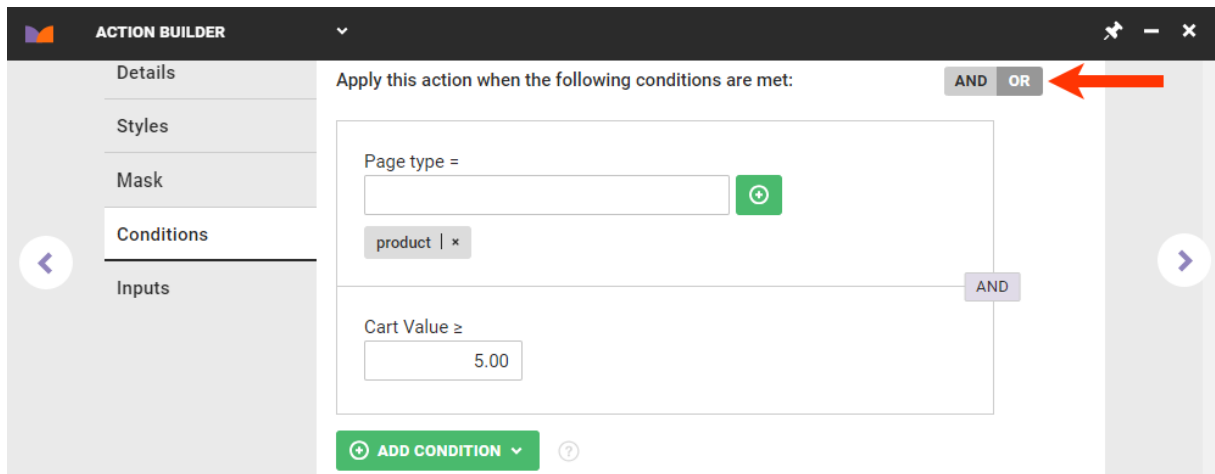 ACTION BUILDER
Details
Styles
Mask
Conditions
Inputs
Apply this action when the following conditions are met:
AND OR
Page type =
product
×
AND
Cart Value ≥
5.00
ADD CONDITION
?